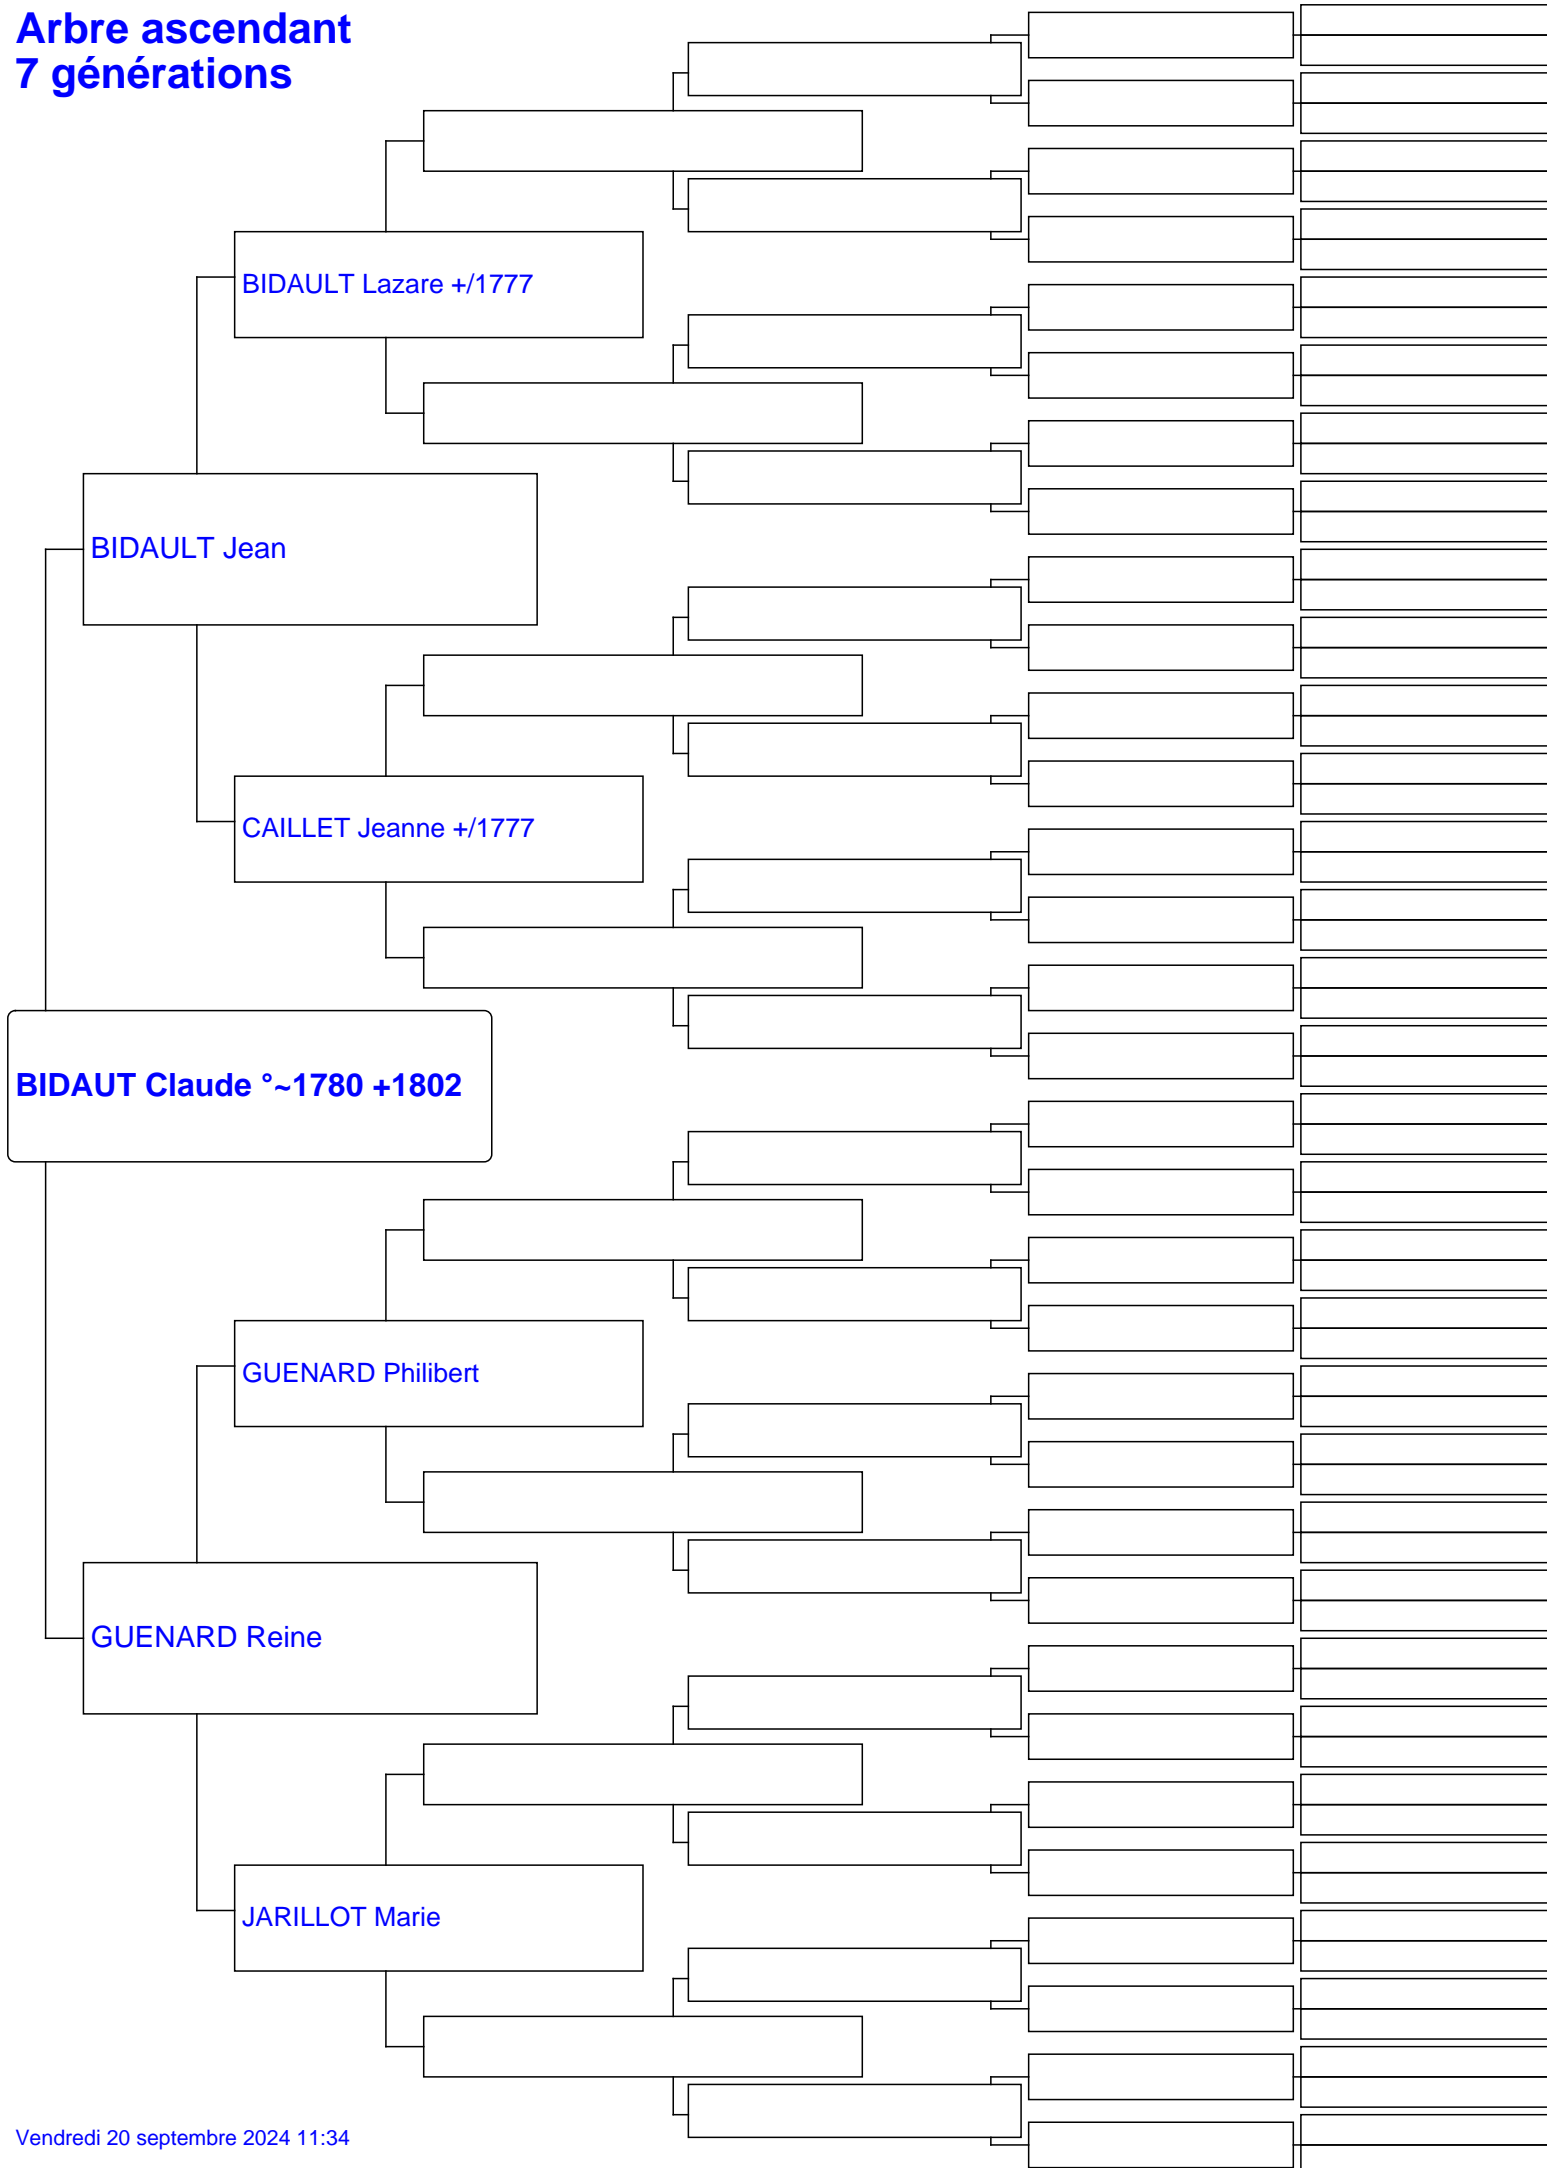 Arbre ascendant
7 générations
BIDAULT Lazare +/1777
BIDAULT Jean
CAILLET Jeanne +/1777
BIDAUT Claude °~1780 +1802
GUENARD Philibert
GUENARD Reine
JARILLOT Marie
Vendredi 20 septembre 2024 11:34